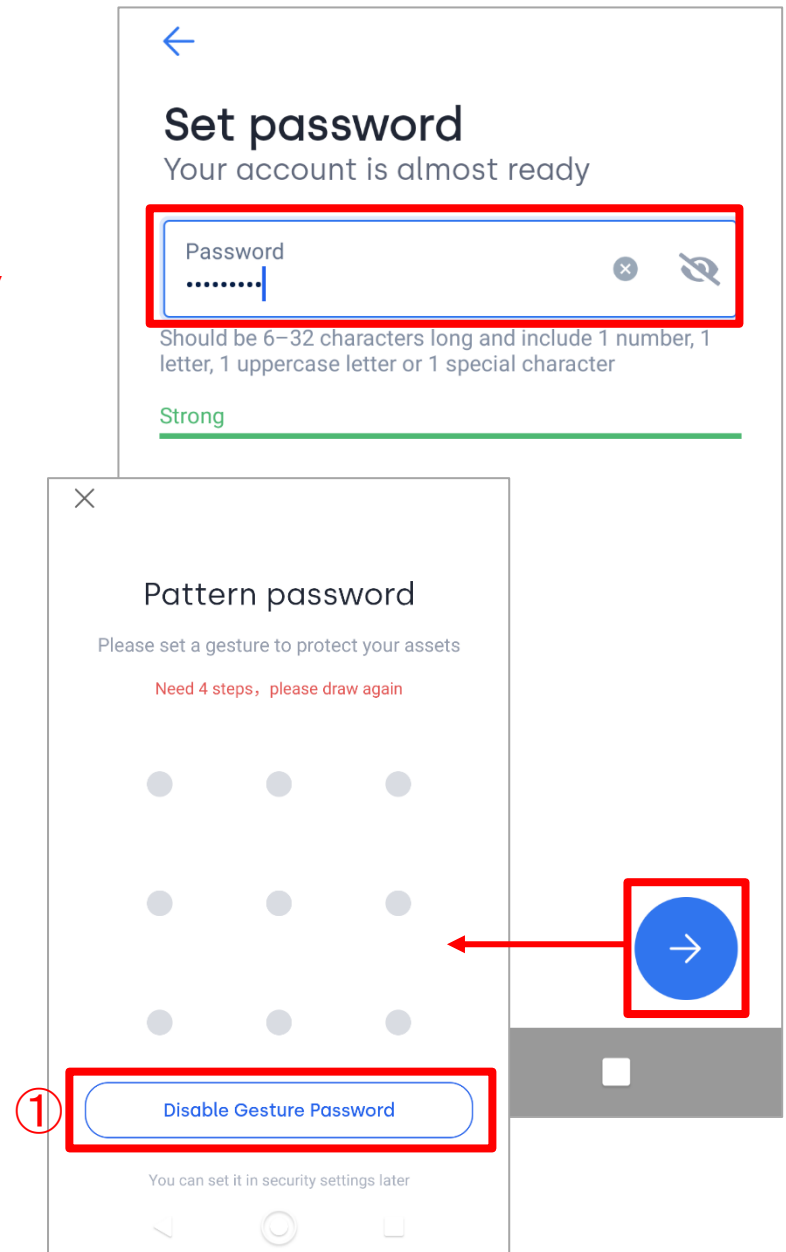 Set password
Your account is almost ready
Password
•••••••••
Should be 6–32 characters long and include 1 number, 1
letter, 1 uppercase letter or 1 special character
Strong
Pattern password
Please set a gesture to protect your assets
Need 4 steps，please draw again
① Disable Gesture Password
You can set it in security settings later